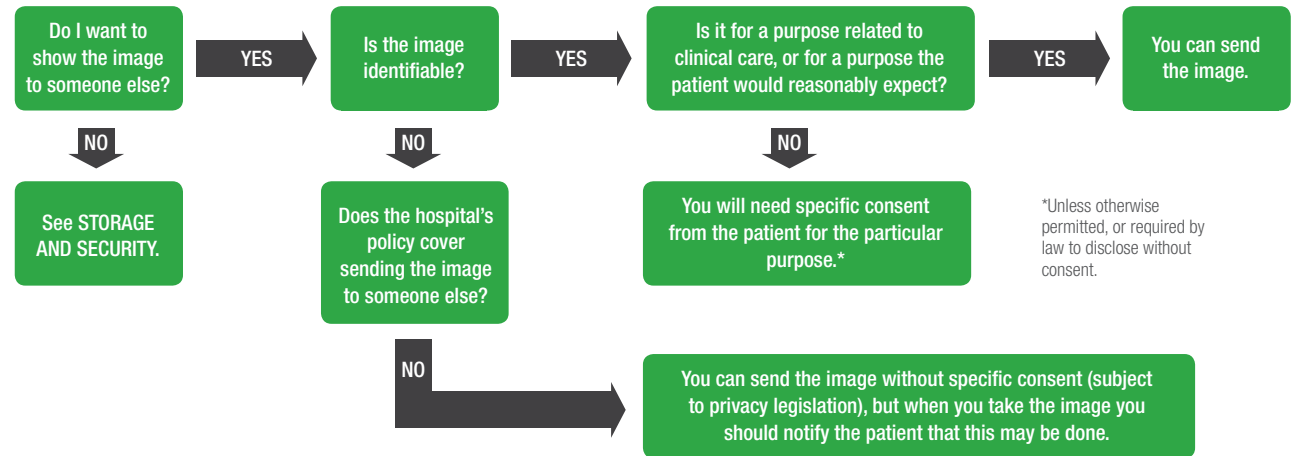 Do I want to
show the image
to someone else?
YES
Is the image
identifiable?
YES
Is it for a purpose related to
clinical care, or for a purpose the
patient would reasonably expect?
YES
You can send
the image.
NO
NO
NO
See STORAGE
AND SECURITY.
Does the hospital's
policy cover
sending the image
to someone else?
You will need specific consent
from the patient for the particular
purpose.*
*Unless otherwise
permitted, or required by
law to disclose without
consent.
NO
You can send the image without specific consent (subject
to privacy legislation), but when you take the image you
should notify the patient that this may be done.